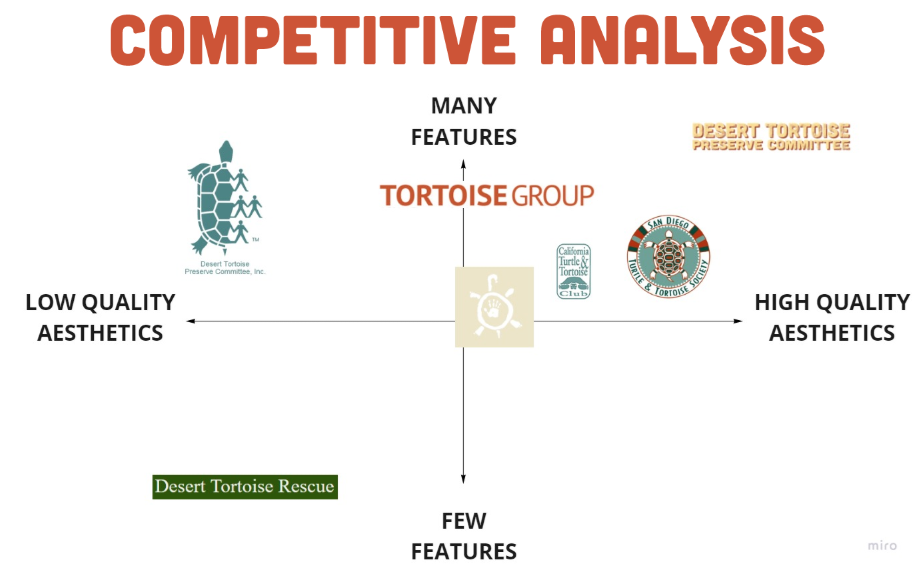 COMPETITIVE ANALYSIS
MANY
FEATURES
DESERT TORTOISE
PRESERVE COMMITTEE
TORTOISE GROUP
TM
Desert Tortoise
Preserve Committee, Inc.
SAN DIEGO
TURTLE & TORTOISE SOCIETY
California
Turtle &
Tortoise
Club
LOW QUALITY
AESTHETICS
HIGH QUALITY
AESTHETICS
Desert Tortoise Rescue
FEW
FEATURES
miro